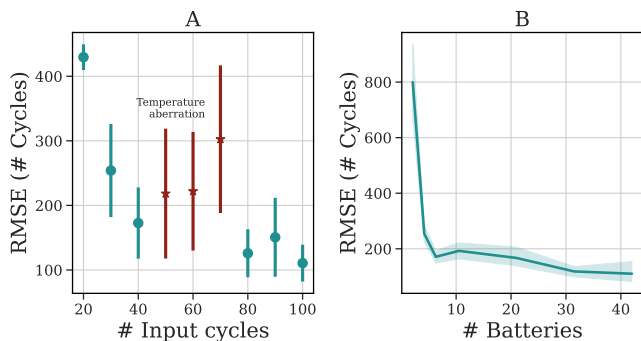 A
RMSE (# Cycles)
400
300
200
100
Temperature
aberration
20
40
60
80
100
# Input cycles
B
RMSE (# Cycles)
800
600
400
200
10
20
30
40
# Batteries